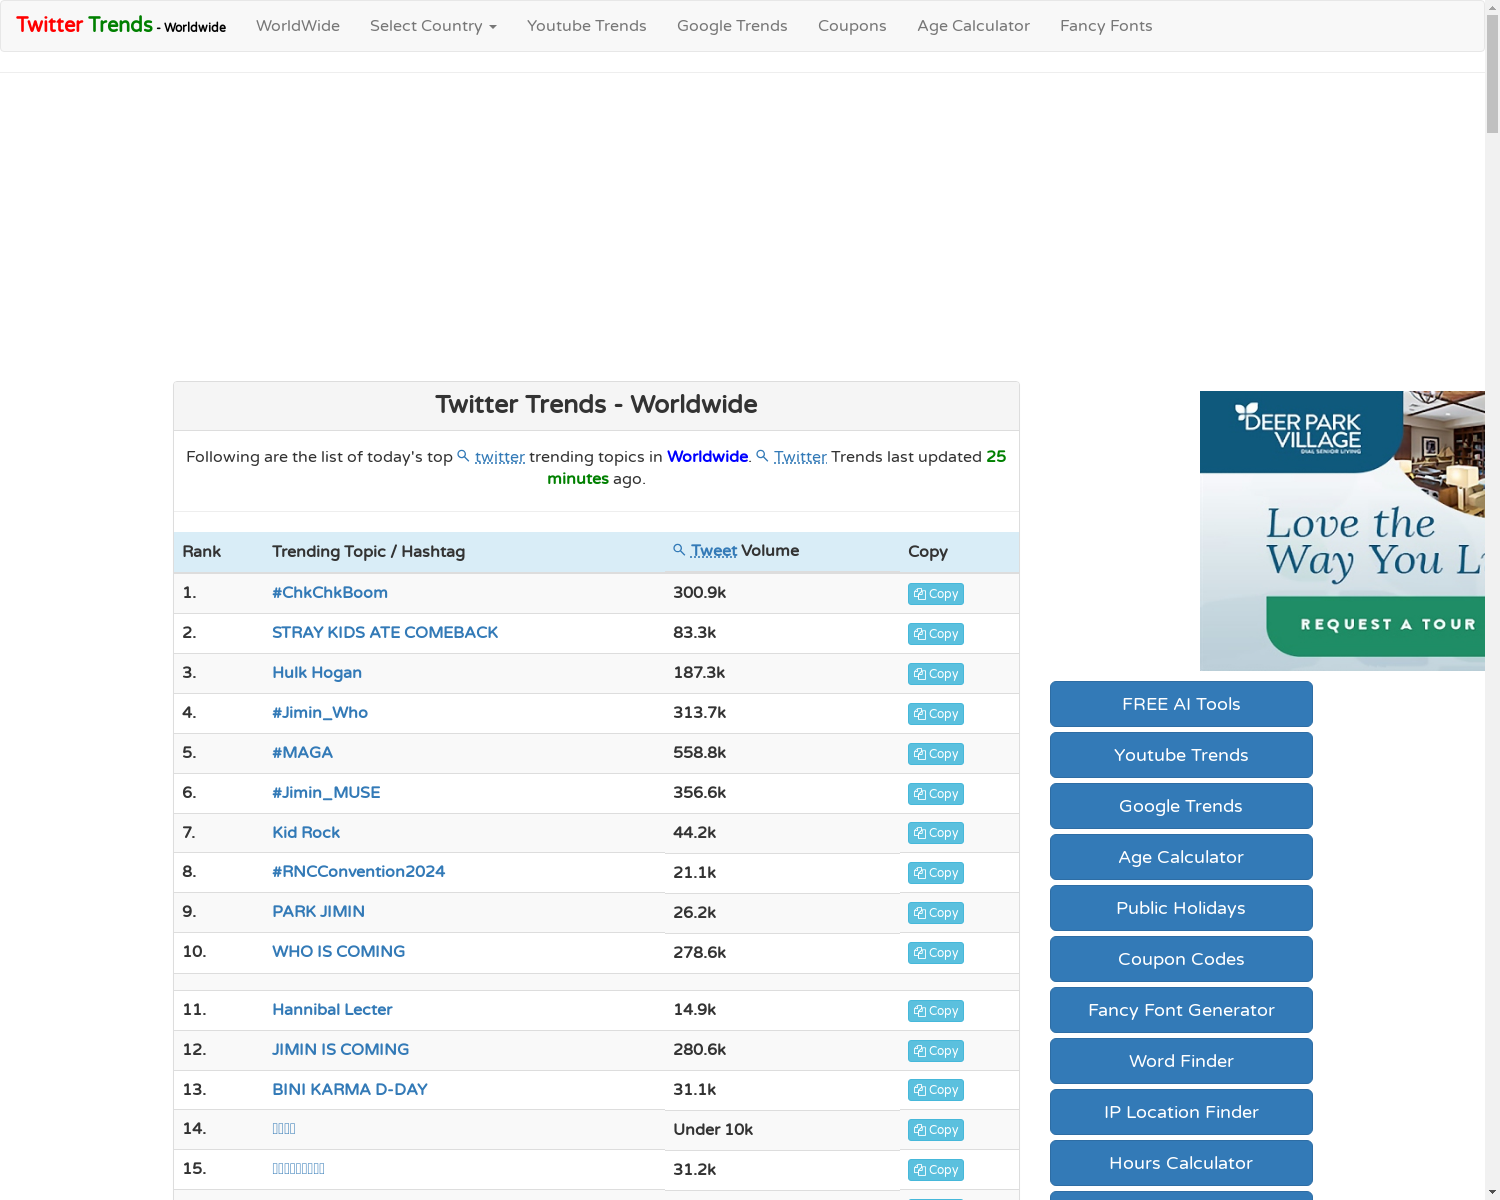 Twitter Trends - Worldwide
WorldWide
Select Country
Youtube Trends
Google Trends
Coupons
Age Calculator
Fancy Fonts
Twitter Trends - Worldwide
Following are the list of today's top twitter trending topics in Worldwide. Twitter Trends last updated 25
minutes ago.
Rank Trending Topic / Hashtag Tweet Volume Copy
1. #ChkChkBoom 300.9k Copy
2. STRAY KIDS ATE COMEBACK 83.3k Copy
3. Hulk Hogan 187.3k Copy
4. #Jimin_Who 313.7k Copy
5. #MAGA 558.8k Copy
6. #Jimin_MUSE 356.6k Copy
7. Kid Rock 44.2k Copy
8. #RNCConvention2024 21.1k Copy
9. PARK JIMIN 26.2k Copy
10. WHO IS COMING 278.6k Copy
11. Hannibal Lecter 14.9k Copy
12. JIMIN IS COMING 280.6k Copy
13. BINI KARMA D-DAY 31.1k Copy
14. Under 10k Copy
15. 31.2k Copy
DEER PARK
VILLAGE
DIAL SENIOR LIVING
Love the
Way You
REQUEST A TOUR
FREE AI Tools
Youtube Trends
Google Trends
Age Calculator
Public Holidays
Coupon Codes
Fancy Font Generator
Word Finder
IP Location Finder
Hours Calculator